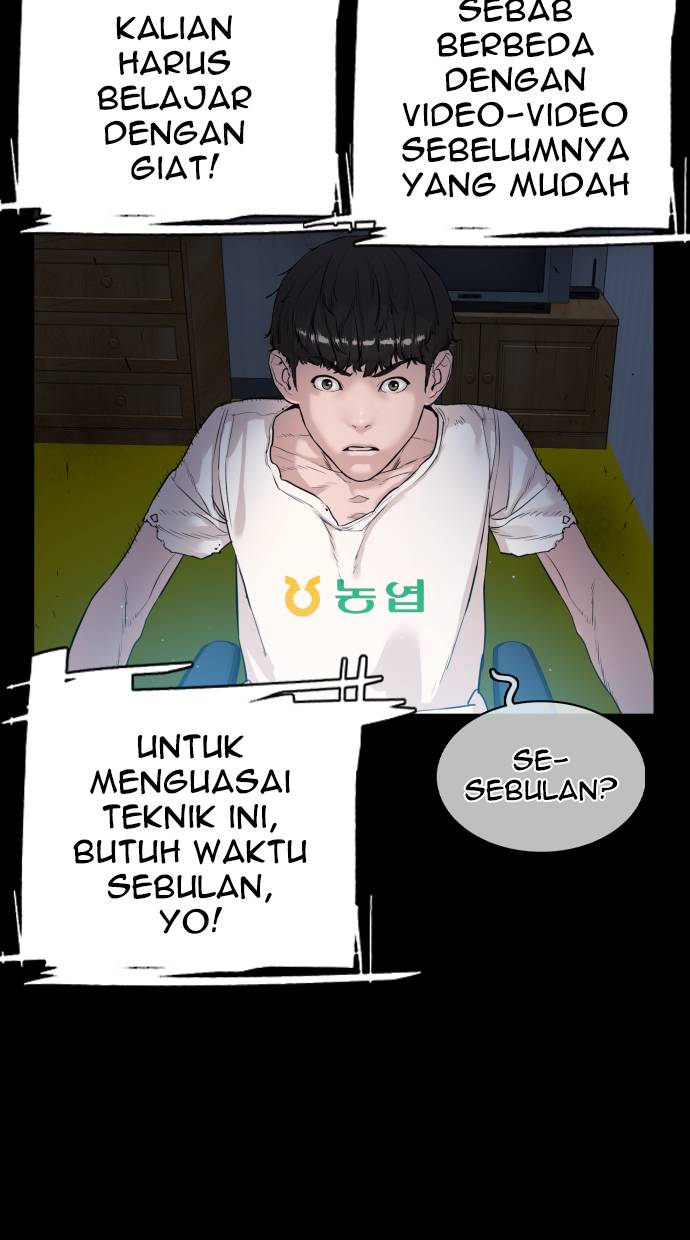 KALIAN
HARUS
BELAJAR
DENGAN
GIAT!
SEBAB
BERBEDA
DENGAN
VIDEO-VIDEO
SEBELUMNYA
YANG MUDAH
농협
UNTUK
MENGUASAI
TEKNIK INI,
BUTUH WAKTU
SEBULAN,
YO!
SE-
SEBULAN?